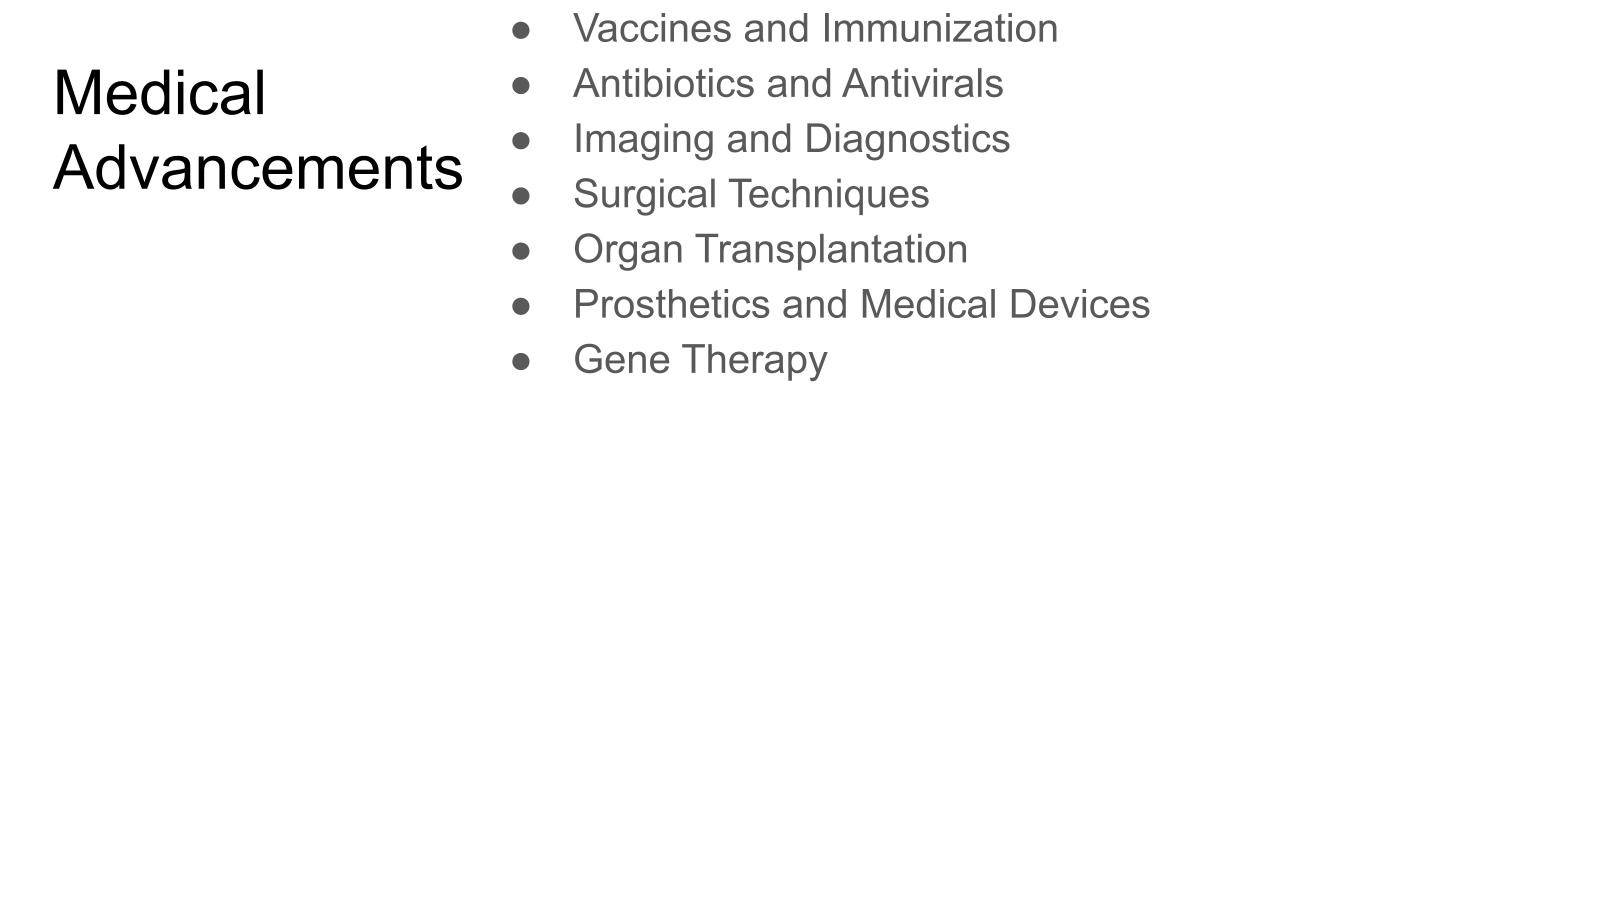 Medical
Advancements
● Vaccines and Immunization
● Antibiotics and Antivirals
● Imaging and Diagnostics
● Surgical Techniques
● Organ Transplantation
● Prosthetics and Medical Devices
● Gene Therapy